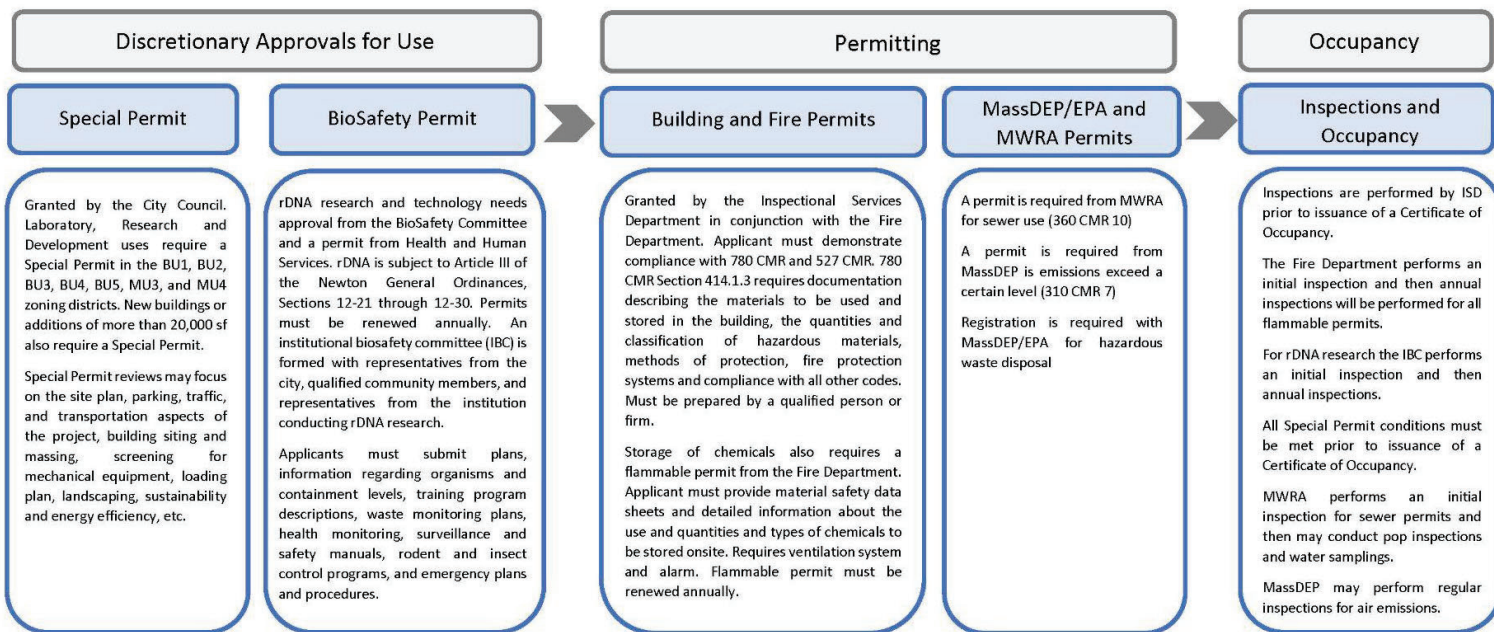 Discretionary Approvals for Use
Permitting
Occupancy
Special Permit
BioSafety Permit
Building and Fire Permits
MassDEP/EPA and
MWRA Permits
Inspections and
Occupancy
Granted by the City Council.
Laboratory, Research and
Development uses require a
Special Permit in the BU1, BU2,
BU3, BU4, BU5, MU3, and MU4
zoning districts. New buildings or
additions of more than 20,000 sf
also require a Special Permit.
Special Permit reviews may focus
on the site plan, parking, traffic,
and transportation aspects of
the project, building siting and
massing, screening for
mechanical equipment, loading
plan, landscaping, sustainability
and energy efficiency, etc.
rDNA research and technology needs
approval from the BioSafety Committee
and a permit from Health and Human
Services. rDNA is subject to Article III of
the Newton General Ordinances,
Sections 12-21 through 12-30. Permits
must be renewed annually. An
institutional biosafety committee (IBC) is
formed with representatives from the
city, qualified community members, and
representatives from the institution
conducting rDNA research.
Applicants must submit plans,
information regarding organisms and
containment levels, training program
descriptions, waste monitoring plans,
health monitoring, surveillance and
safety manuals, rodent and insect
control programs, and emergency plans
and procedures.
Granted by the Inspectional Services
Department in conjunction with the Fire
Department. Applicant must demonstrate
compliance with 780 CMR and 527 CMR. 780
CMR Section 414.1.3 requires documentation
describing the materials to be used and
stored in the building, the quantities and
classification of hazardous materials,
methods of protection, fire protection
systems and compliance with all other codes.
Must be prepared by a qualified person or
firm.
Storage of chemicals also requires a
flammable permit from the Fire Department.
Applicant must provide material safety data
sheets and detailed information about the
use and quantities and types of chemicals to
be stored onsite. Requires ventilation system
and alarm. Flammable permit must be
renewed annually.
A permit is required from MWRA
for sewer use (360 CMR 10)
A permit is required from
MassDEP is emissions exceed a
certain level (310 CMR 7)
Registration is required with
MassDEP/EPA for hazardous
waste disposal
Inspections are performed by ISD
prior to issuance of a Certificate of
Occupancy.
The Fire Department performs an
initial inspection and then annual
inspections will be performed for all
flammable permits.
For rDNA research the IBC performs
an initial inspection and then
annual inspections.
All Special Permit conditions must
be met prior to issuance of a
Certificate of Occupancy.
MWRA performs an initial
inspection for sewer permits and
then may conduct pop inspections
and water samplings.
MassDEP may perform regular
inspections for air emissions.